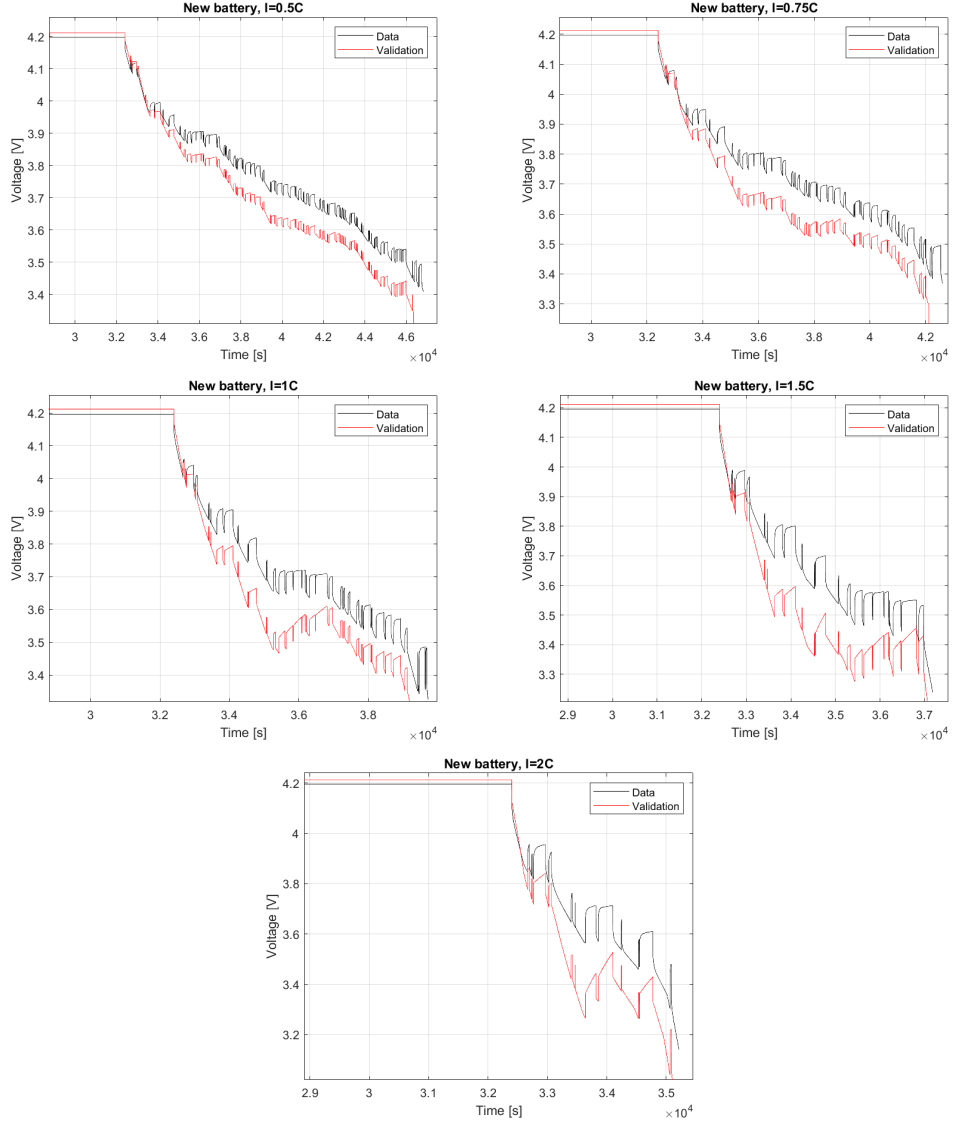 New battery, I=0.5C
Data
Validation
4.2
4.1
4
3.9
3.8
3.7
3.6
3.5
3.4
Voltage [V]
3 3.2 3.4 3.6 3.8 4 4.2 4.4 4.6
Time [s]
×10^4
New battery, I=0.75C
Data
Validation
4.2
4.1
4
3.9
3.8
3.7
3.6
3.5
3.4
3.3
Voltage [V]
3 3.2 3.4 3.6 3.8 4 4.2
Time [s]
×10^4
New battery, I=1C
Data
Validation
4.2
4.1
4
3.9
3.8
3.7
3.6
3.5
3.4
Voltage [V]
3 3.2 3.4 3.6 3.8
Time [s]
×10^4
New battery, I=1.5C
Data
Validation
4.2
4.1
4
3.9
3.8
3.7
3.6
3.5
3.4
3.3
Voltage [V]
2.9 3 3.1 3.2 3.3 3.4 3.5 3.6 3.7
Time [s]
×10^4
New battery, I=2C
Data
Validation
4.2
4
3.8
3.6
3.4
3.2
Voltage [V]
2.9 3 3.1 3.2 3.3 3.4 3.5
Time [s]
×10^4